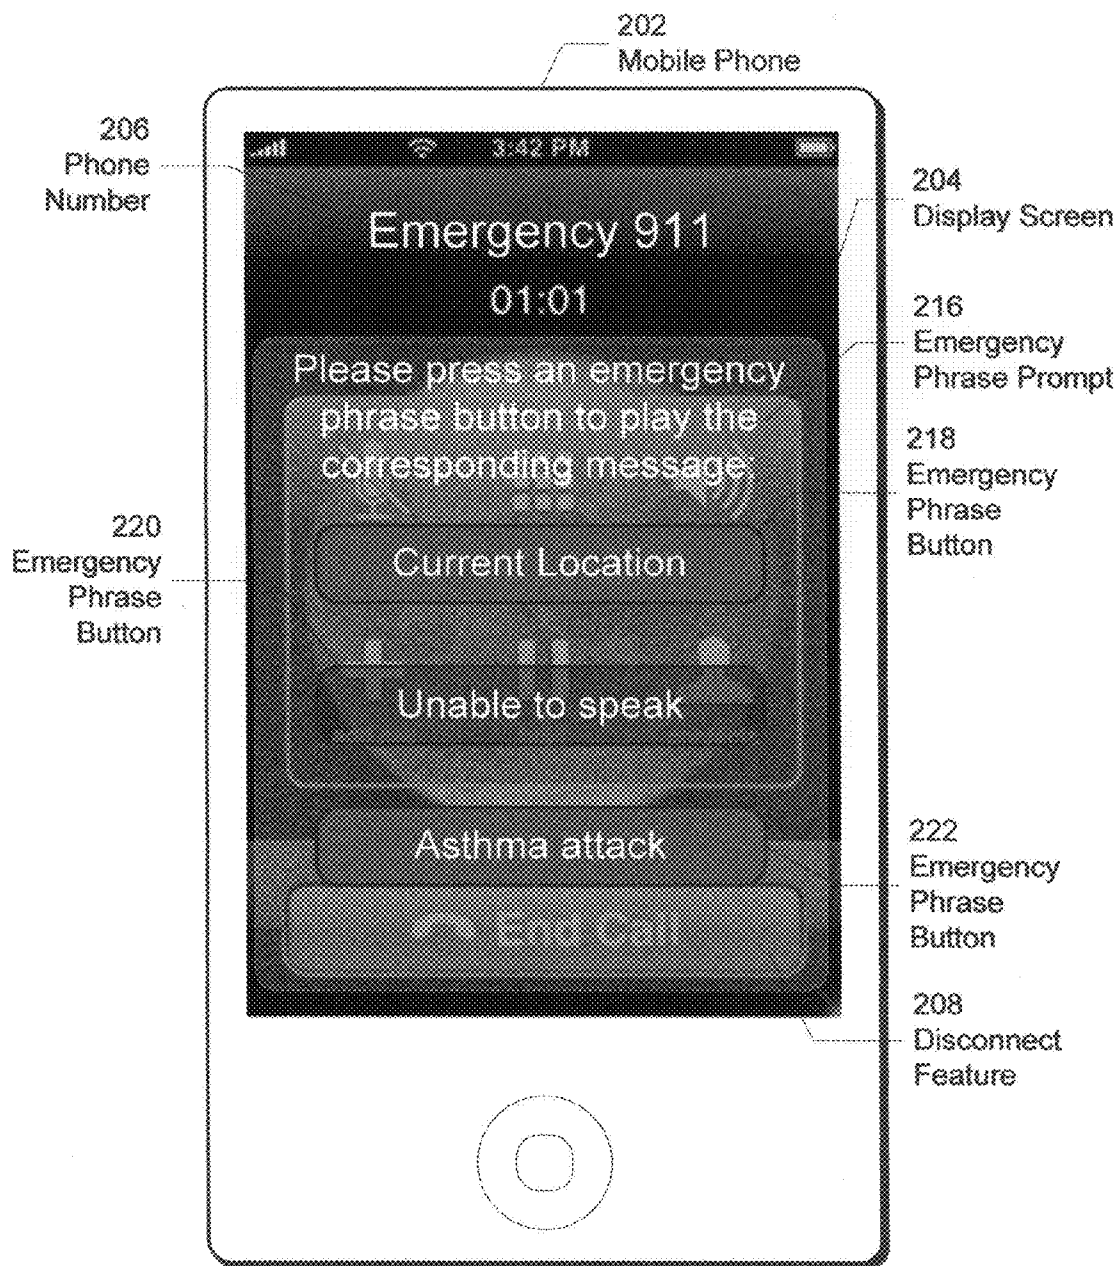 202
Mobile Phone
206
Phone
Number
3:42 PM
204
Display Screen
Emergency 911
01:01
216
Emergency
Phrase Prompt
Please press an emergency
phrase button to play the
corresponding message:
218
Emergency
Phrase
Button
220
Emergency
Phrase
Button
Current Location
Unable to speak
Asthma attack
222
Emergency
Phrase
Button
End Call
208
Disconnect
Feature